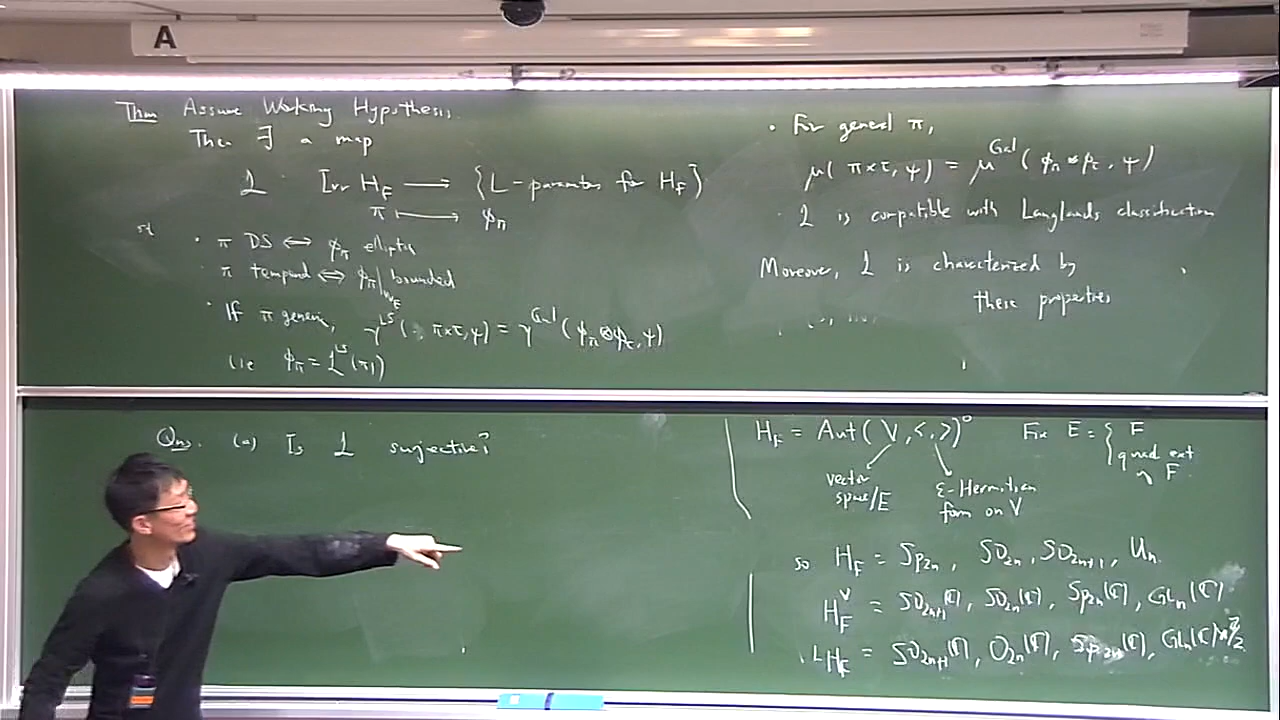 A
Thm Assume Working Hypothesis.
Then ∃ a map
L : Irr H_F → {L-parameters for H_F}
π ↦ φ_π
st
· π DS ⇔ φ_π elliptic
· π tempered ⇔ φ_π|_{W_F} bounded
· If π generic, γ^{LS}(π×τ, ψ) = γ^{Gal}(φ_π ⊗ φ_τ, ψ)
(ie φ_π = L^{LS}(π))
· For general π,
μ(π×τ, ψ) = μ^{Gal}(φ_π ⊗ φ_τ, ψ)
· L is compatible with Langlands classification
Moreover, L is characterized by
these properties
Qns. (a) Is L surjective?
H_F = Aut(V, <,>)^0 Fix E = { F
quad ext
of F.
vector
space/E
ε-Hermitian
form on V
so H_F = Sp_{2n}, SO_{2n}, SO_{2n+1}, U_n.
H_F^∨ = SO_{2n+1}(ℂ), SO_{2n}(ℂ), Sp_{2n}(ℂ), GL_n(ℂ)
^L H_F = SO_{2n+1}(ℂ), O_{2n}(ℂ), Sp_{2n}(ℂ), GL_n(ℂ)⋊ℤ/2